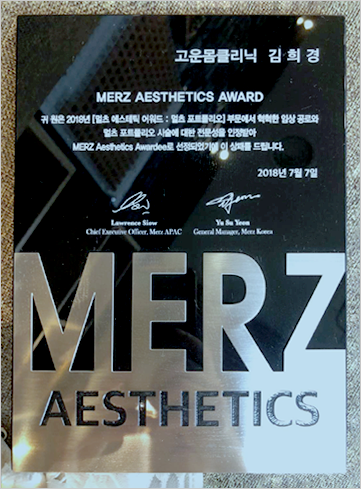 고운몸클리닉 김희경
MERZ AESTHETICS AWARD
귀 원은 2018년 [멀츠 에스테틱 어워드 : 멀츠 포트폴리오] 부문에서 혁혁한 임상 공로와
멀츠 포트폴리오 시술에 대한 전문성을 인정받아
MERZ Aesthetics Awardee로 선정되었기에 이 상패를 드립니다.
2018년 7월 7일
Lawrence Siow
Chief Executive Officer, Merz APAC
Yu Su Yeon
General Manager, Merz Korea
MERZ
AESTHETICS